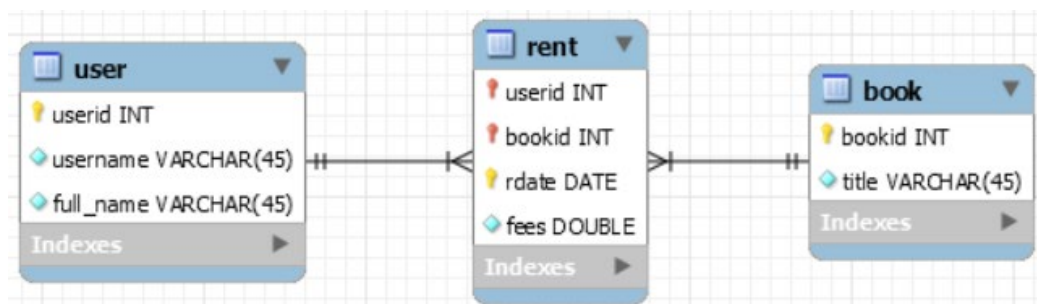 user
userid INT
username VARCHAR(45)
full_name VARCHAR(45)
Indexes
rent
userid INT
bookid INT
rdate DATE
fees DOUBLE
Indexes
book
bookid INT
title VARCHAR(45)
Indexes